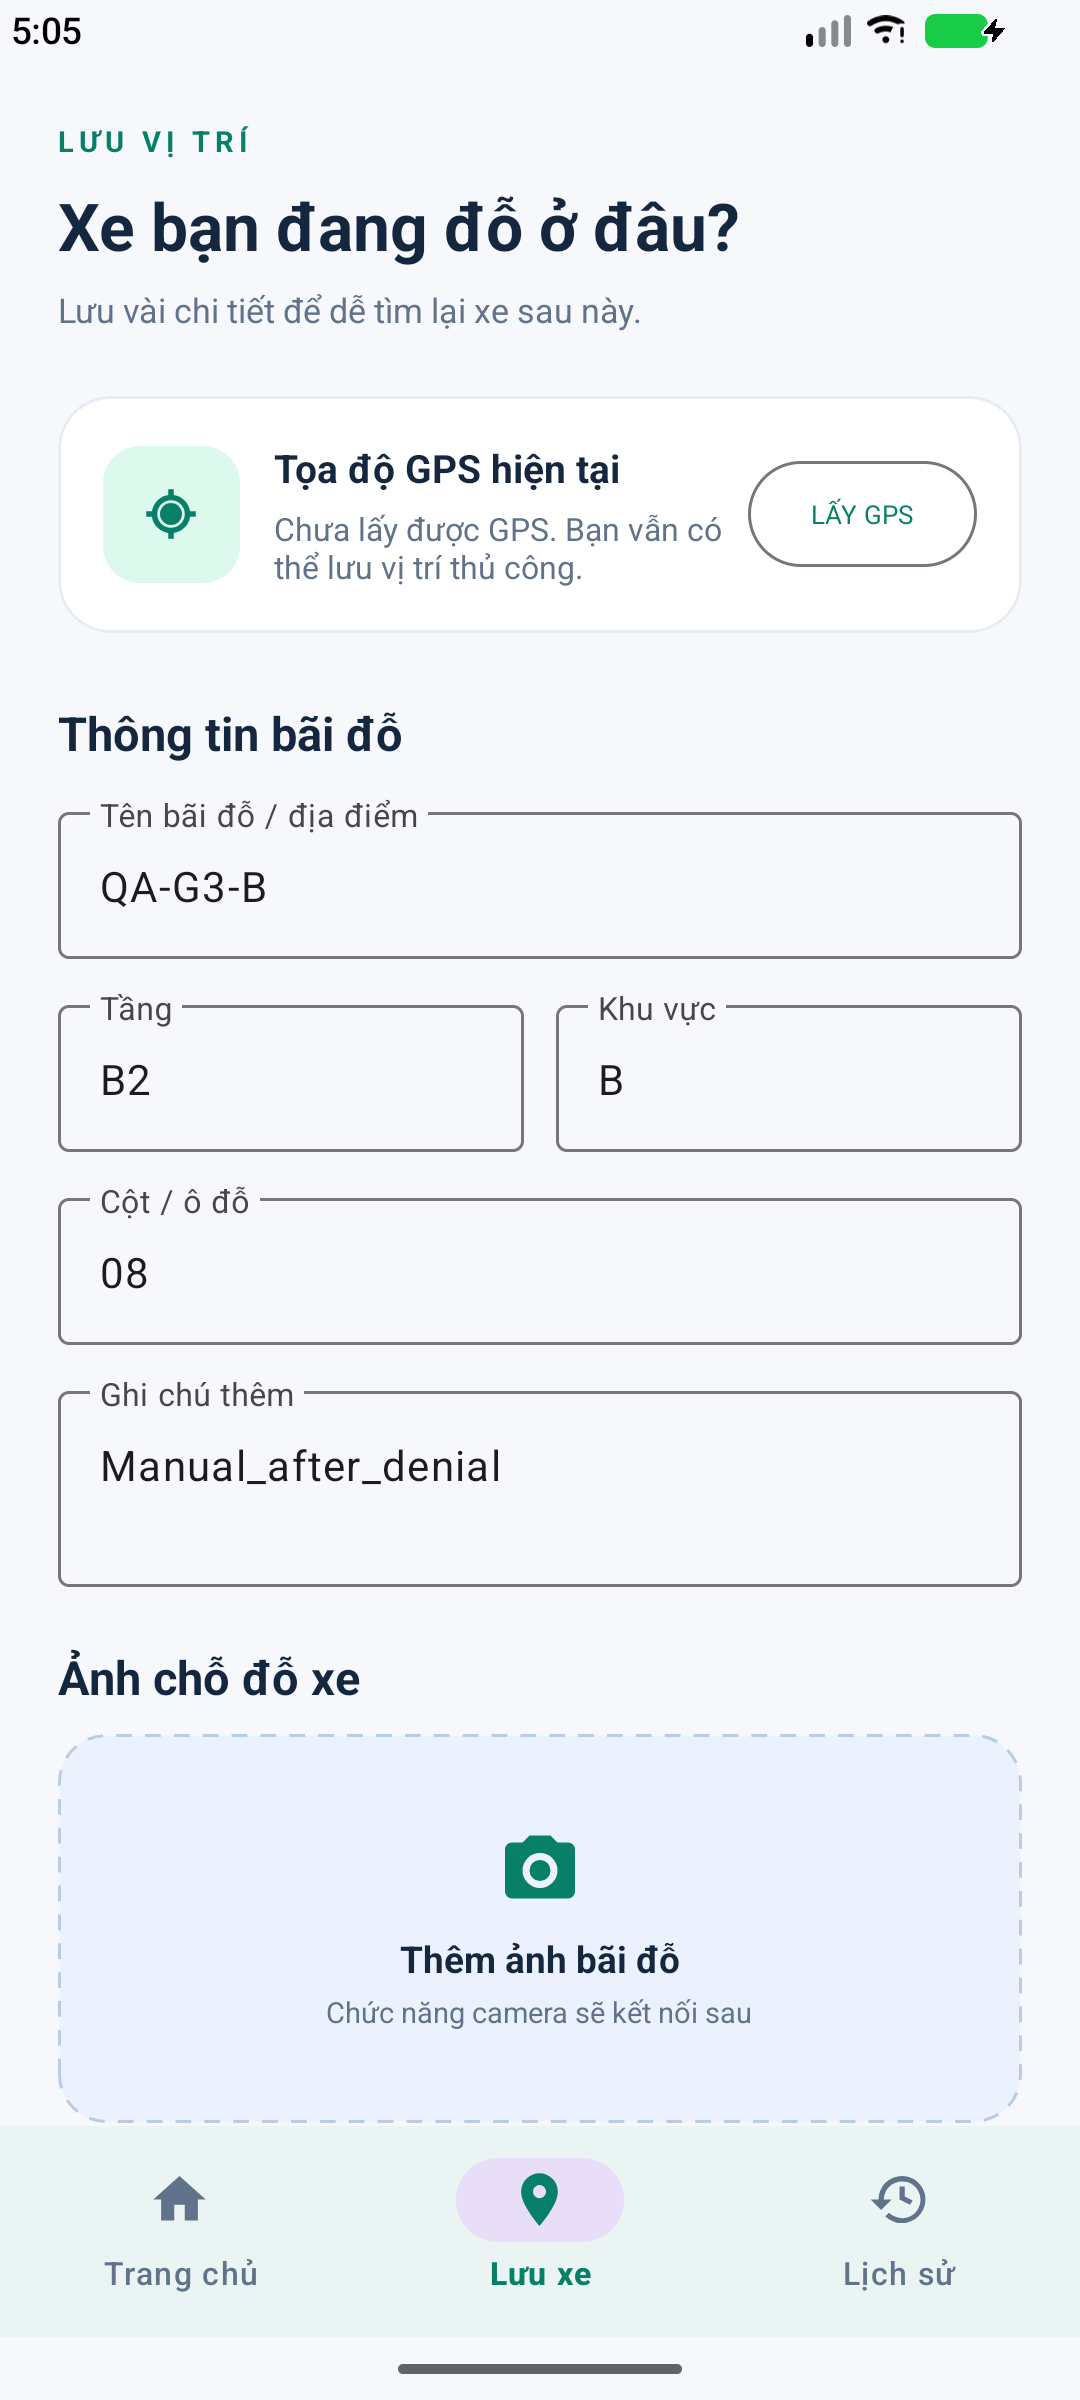 5:05
LƯU VỊ TRÍ
Xe bạn đang đỗ ở đâu?
Lưu vài chi tiết để dễ tìm lại xe sau này.
Tọa độ GPS hiện tại
Chưa lấy được GPS. Bạn vẫn có
thể lưu vị trí thủ công.
LẤY GPS
Thông tin bãi đỗ
Tên bãi đỗ / địa điểm
QA-G3-B
Tầng
B2
Khu vực
B
Cột / ô đỗ
08
Ghi chú thêm
Manual_after_denial
Ảnh chỗ đỗ xe
Thêm ảnh bãi đỗ
Chức năng camera sẽ kết nối sau
Trang chủ
Lưu xe
Lịch sử